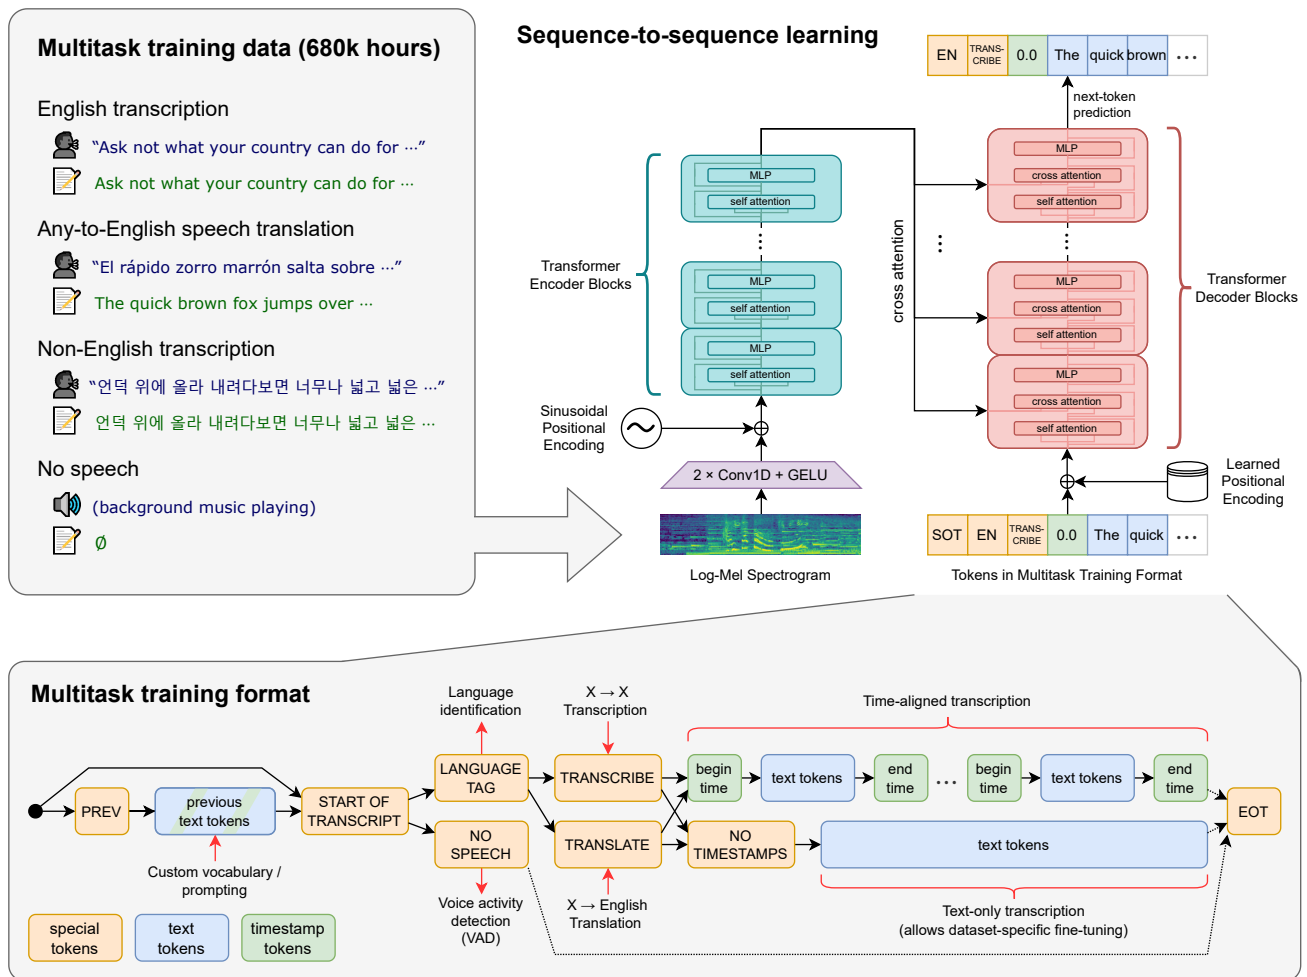 Multitask training data (680k hours)
English transcription
“Ask not what your country can do for ⋯”
Ask not what your country can do for ⋯
Any-to-English speech translation
“El rápido zorro marrón salta sobre ⋯”
The quick brown fox jumps over ⋯
Non-English transcription
“언덕 위에 올라 내려다보면 너무나 넓고 넓은 ⋯”
언덕 위에 올라 내려다보면 너무나 넓고 넓은 ⋯
No speech
(background music playing)
∅
Sequence-to-sequence learning
EN TRANS-CRIBE 0.0 The quick brown ⋯
next-token
prediction
MLP
self attention
⋮
MLP
self attention
MLP
self attention
Transformer
Encoder Blocks
Sinusoidal
Positional
Encoding
2 × Conv1D + GELU
Log-Mel Spectrogram
cross attention
⋮
MLP
cross attention
self attention
⋮
MLP
cross attention
self attention
MLP
cross attention
self attention
Transformer
Decoder Blocks
Learned
Positional
Encoding
SOT EN TRANS-CRIBE 0.0 The quick ⋯
Tokens in Multitask Training Format
Multitask training format
Language
identification
X → X
Transcription
Time-aligned transcription
PREV
previous
text tokens
START OF
TRANSCRIPT
LANGUAGE
TAG
NO
SPEECH
TRANSCRIBE
TRANSLATE
begin
time
text tokens
end
time
⋯
begin
time
text tokens
end
time
NO
TIMESTAMPS
text tokens
EOT
Custom vocabulary /
prompting
Voice activity
detection
(VAD)
X → English
Translation
Text-only transcription
(allows dataset-specific fine-tuning)
special
tokens
text
tokens
timestamp
tokens